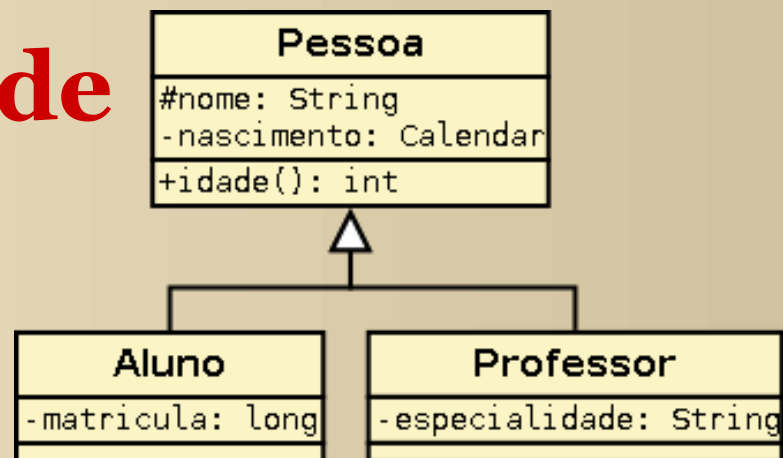 de
Pessoa
#nome: String
-nascimento: Calendar
+idade(): int
Aluno
-matricula: long
Professor
-especialidade: String